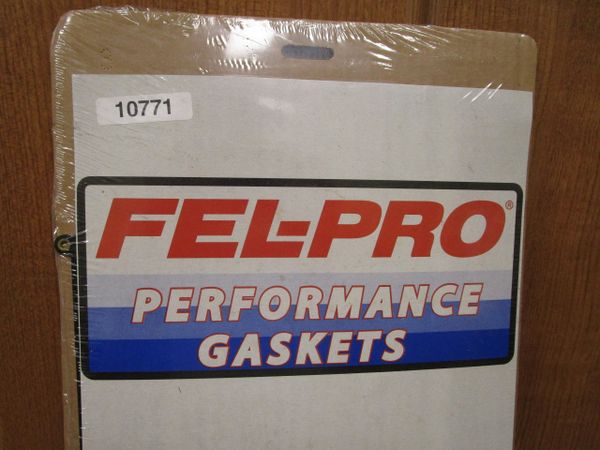 10771
FEL-PRO®
PERFORMANCE
GASKETS